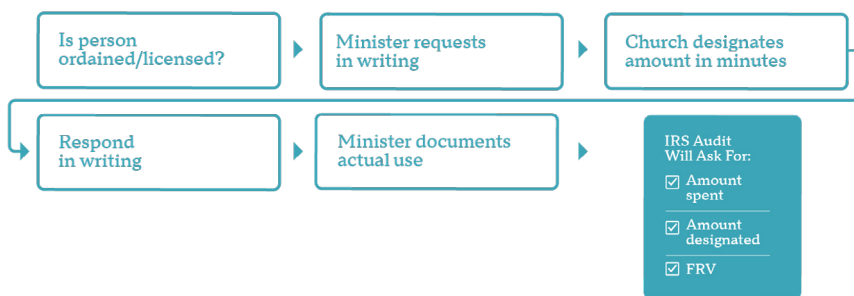 Is person
ordained/licensed?
Minister requests
in writing
Church designates
amount in minutes
Respond
in writing
Minister documents
actual use
IRS Audit
Will Ask For:
Amount
spent
Amount
designated
FRV